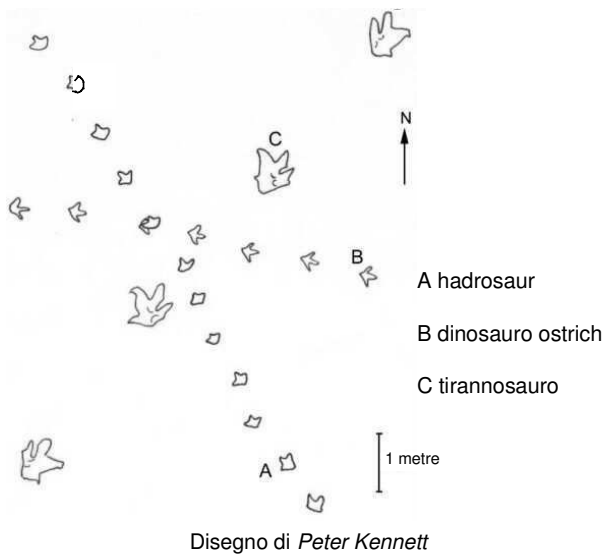 C
N
B
A hadrosaur
B dinosauro ostrich
C tirannosauro
1 metre
A
Disegno di Peter Kennett